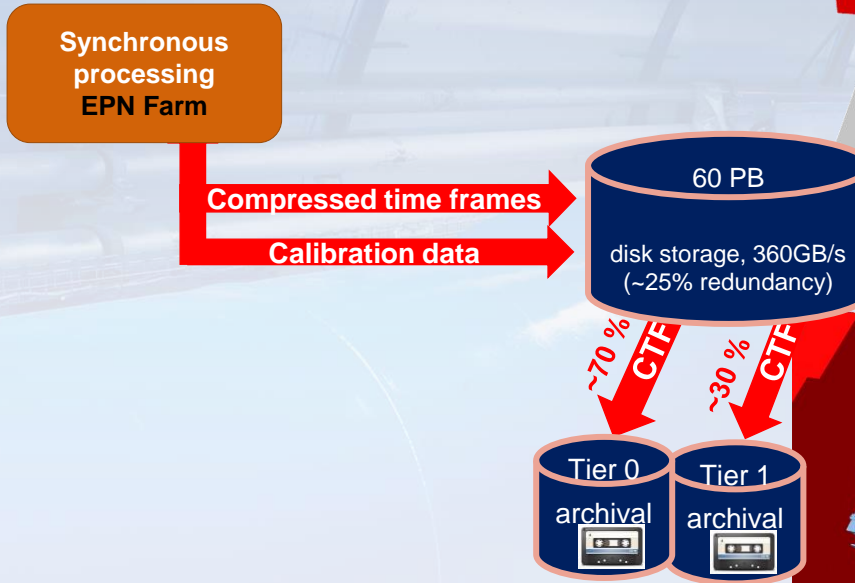 Synchronous
processing
EPN Farm
Compressed time frames
Calibration data
60 PB
disk storage, 360GB/s
(~25% redundancy)
~70 %
CTF
~30 %
CTF
Tier 0
archival
Tier 1
archival